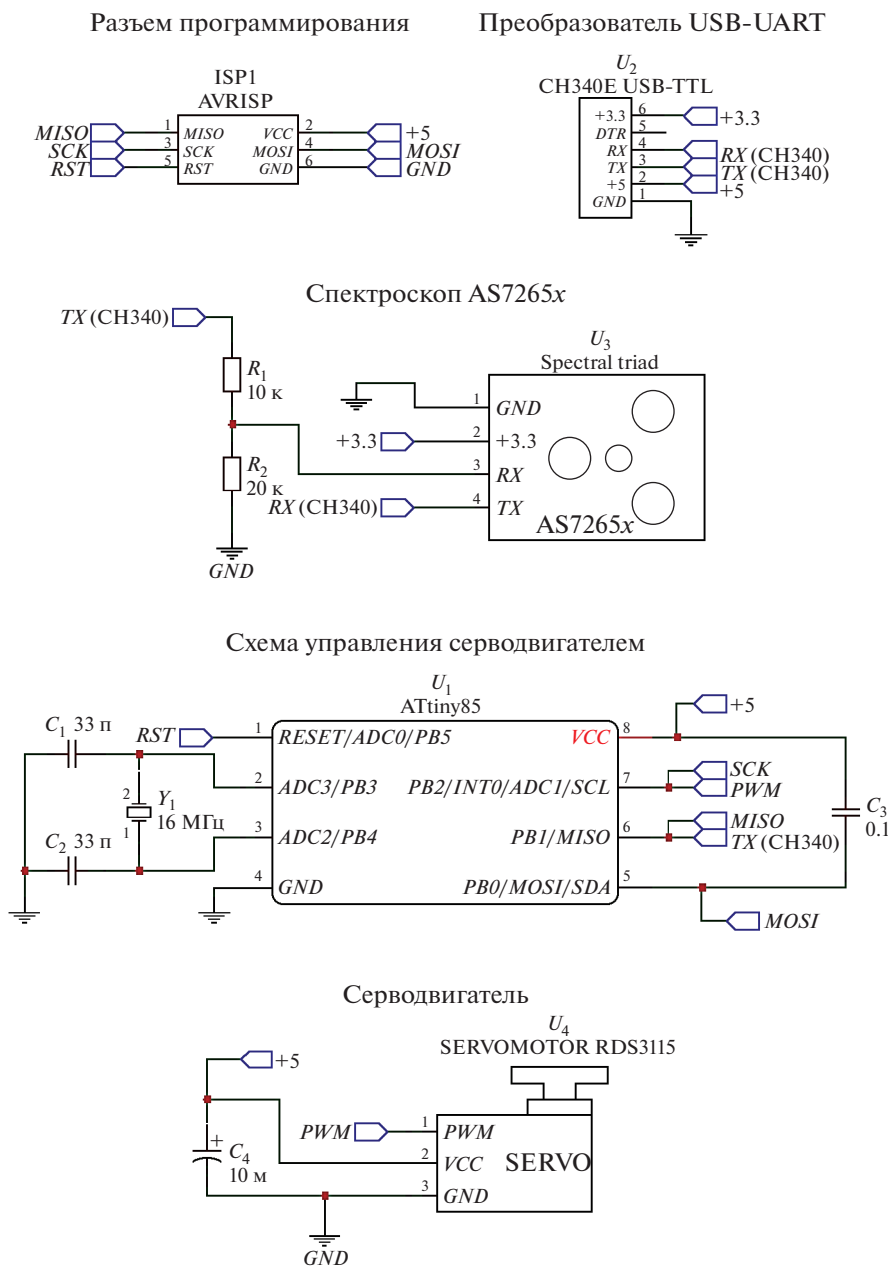 Разъем программирования
Преобразователь USB-UART
ISP1
AVRISP
MISO 1 MISO VCC 2 +5
SCK 3 SCK MOSI 4 MOSI
RST 5 RST GND 6 GND
U2
CH340E USB-TTL
+3.3 6 +3.3
DTR 5
RX 4 RX (CH340)
TX 3 TX (CH340)
+5 2 +5
GND 1
Спектроскоп AS7265x
TX (CH340)
R1
10 к
R2
20 к
GND
U3
Spectral triad
1 GND
+3.3 2 +3.3
3 RX
RX (CH340) 4 TX
AS7265x
Схема управления серводвигателем
U1
ATtiny85
C1 33 п
RST 1 RESET/ADC0/PB5 VCC 8 +5
2 ADC3/PB3 PB2/INT0/ADC1/SCL 7 SCK
PWM
2 Y1
1 16 МГц
C2 33 п
3 ADC2/PB4 PB1/MISO 6 MISO
TX (CH340)
4 GND PB0/MOSI/SDA 5
MOSI
C3
0.1
Серводвигатель
U4
SERVOMOTOR RDS3115
+5
PWM 1 PWM
2 VCC
3 GND
SERVO
+ C4
10 м
GND